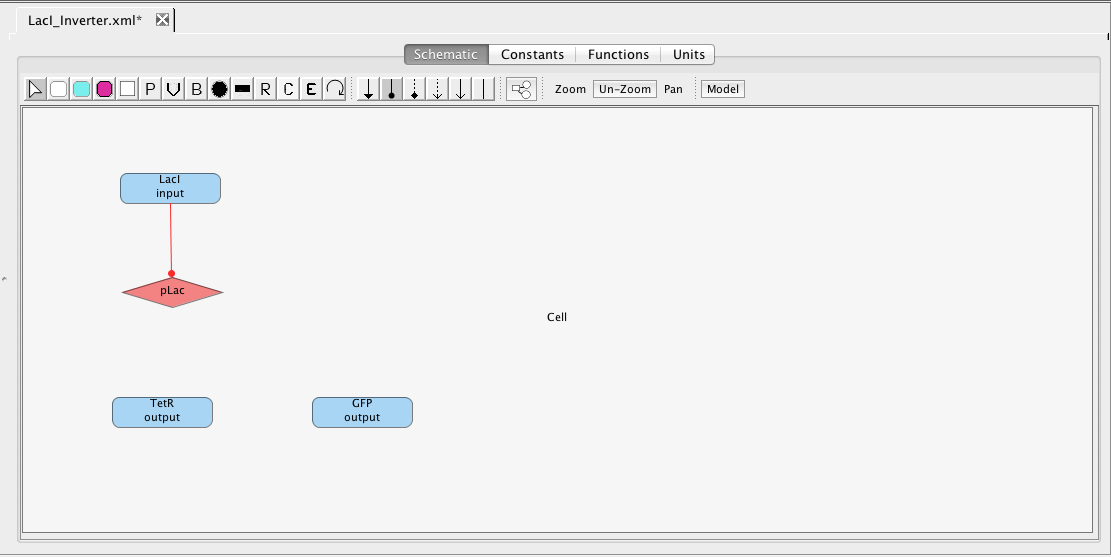 LacI_Inverter.xml*
Schematic Constants Functions Units
P V B R C E Zoom Un-Zoom Pan Model
LacI
input
pLac
Cell
TetR
output
GFP
output